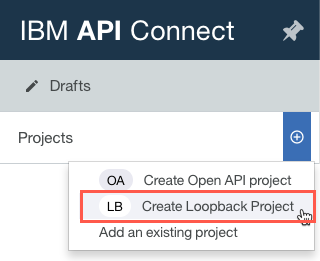 IBM API Connect
Drafts
Projects
OA Create Open API project
LB Create Loopback Project
Add an existing project